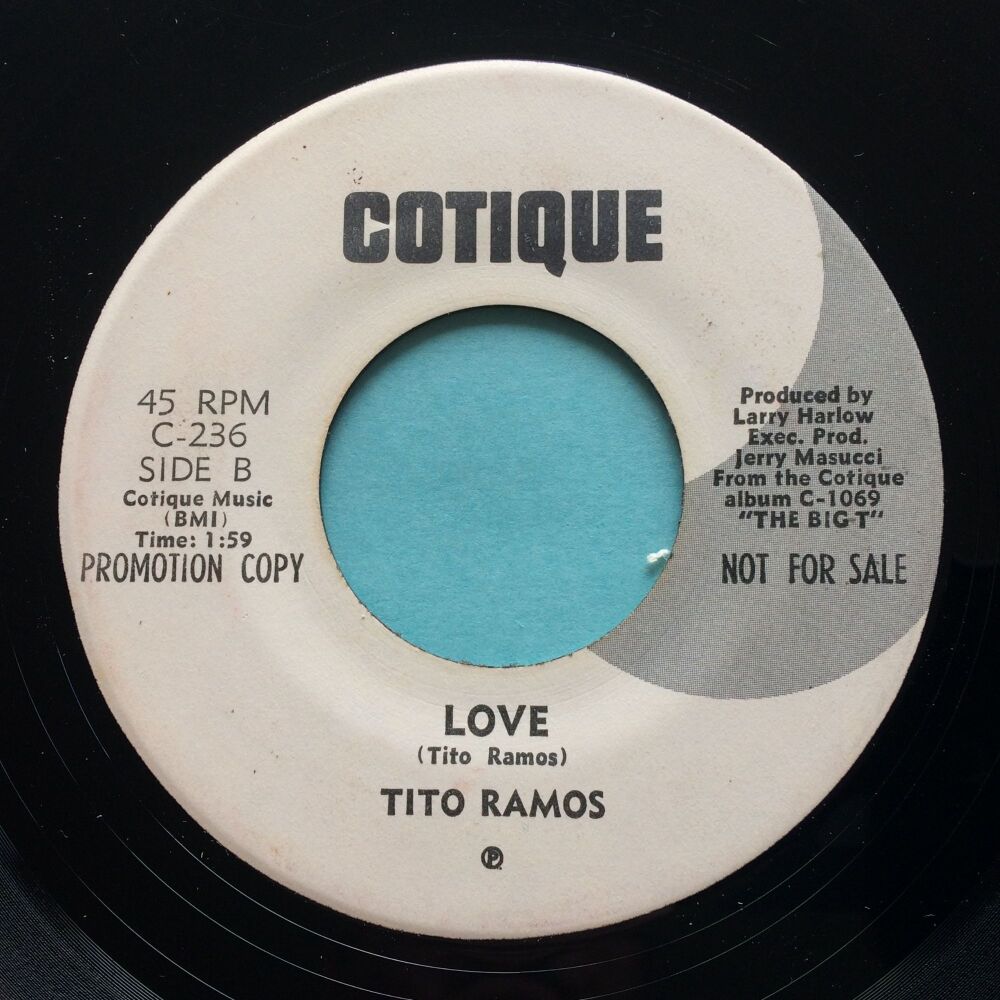 COTIQUE
45 RPM
C-236
SIDE B
Cotique Music
(BMI)
Time: 1:59
PROMOTION COPY
Produced by
Larry Harlow
Exec. Prod.
Jerry Masucci
From the Cotique
album C-1069
"THE BIG T"
NOT FOR SALE
LOVE
(Tito Ramos)
TITO RAMOS
℗